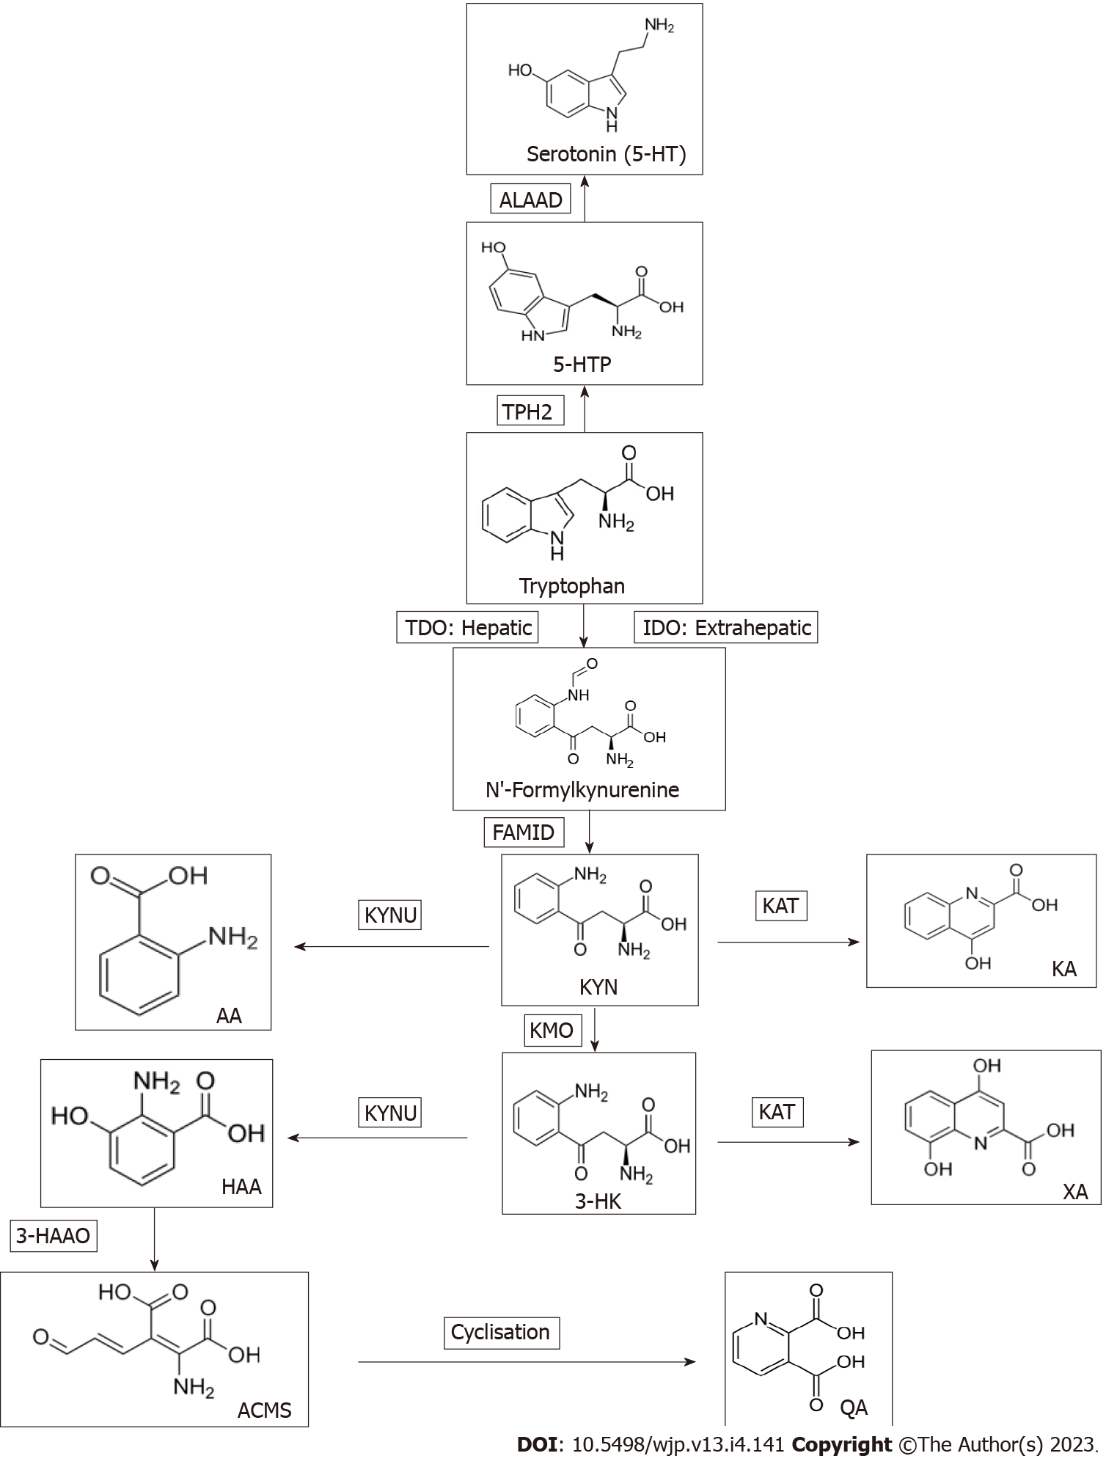 NH2
HO
N
H
Serotonin (5-HT)
ALAAD
HO
O
OH
HN
NH2
5-HTP
TPH2
O
OH
NH2
N
H
Tryptophan
TDO: Hepatic
IDO: Extrahepatic
O
NH
O
OH
O
NH2
N'-Formylkynurenine
FAMID
O
OH
NH2
AA
KYNU
NH2
O
OH
O
NH2
KYN
KAT
O
N
OH
OH
KA
KMO
NH2
O
HO
OH
HAA
KYNU
NH2
O
OH
O
NH2
3-HK
KAT
OH
OH
N
O
OH
XA
3-HAAO
HO
O
O
O
OH
NH2
ACMS
Cyclisation
O
N
OH
OH
O
QA
DOI: 10.5498/wjp.v13.i4.141 Copyright ©The Author(s) 2023.